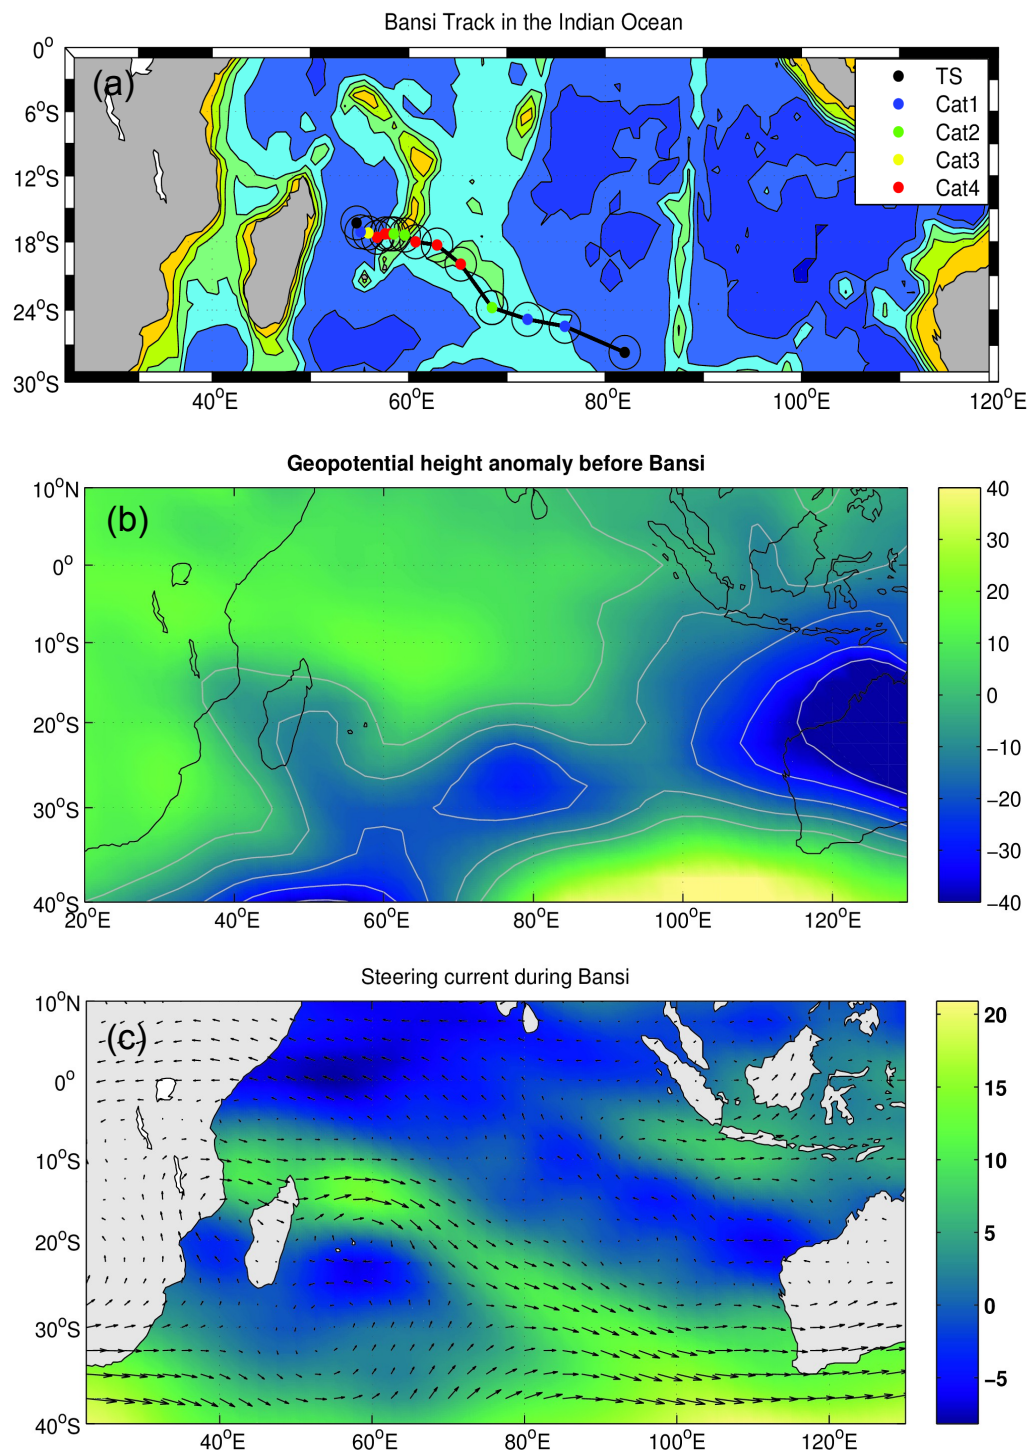 Bansi Track in the Indian Ocean
(a)
0°
6°S
12°S
18°S
24°S
30°S
TS
Cat1
Cat2
Cat3
Cat4
40°E 60°E 80°E 100°E 120°E
Geopotential height anomaly before Bansi
(b)
10°N
0°
10°S
20°S
30°S
40°S
20°E 40°E 60°E 80°E 100°E 120°E
40
30
20
10
0
−10
−20
−30
−40
Steering current during Bansi
(c)
10°N
0°
10°S
20°S
30°S
40°S
40°E 60°E 80°E 100°E 120°E
20
15
10
5
0
−5